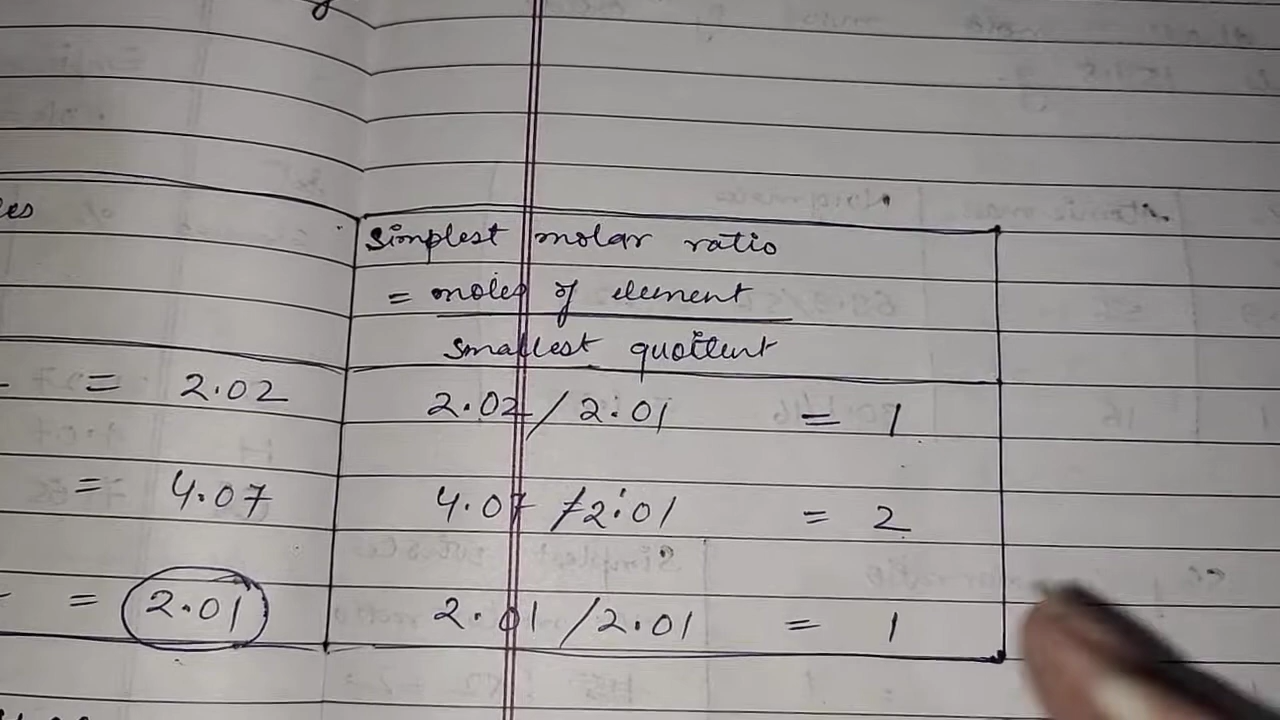 Simplest molar ratio
= moles of element
smallest quotient
= 2.02 2.02 / 2.01 = 1
= 4.07 4.07 / 2.01 = 2
= 2.01 2.01 / 2.01 = 1